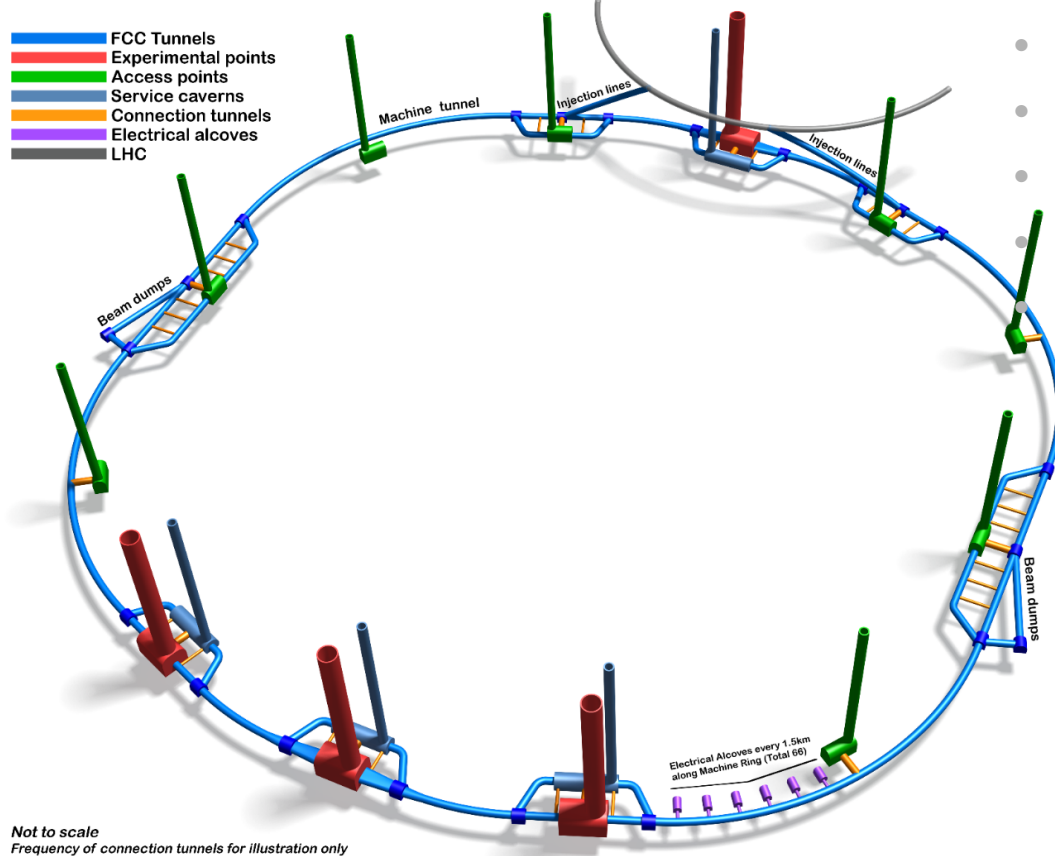 FCC Tunnels
Experimental points
Access points
Service caverns
Connection tunnels
Electrical alcoves
LHC
Machine tunnel
Injection lines
Injection lines
Beam dumps
Beam dumps
Electrical Alcoves every 1.5km
along Machine Ring (Total 66)
Not to scale
Frequency of connection tunnels for illustration only